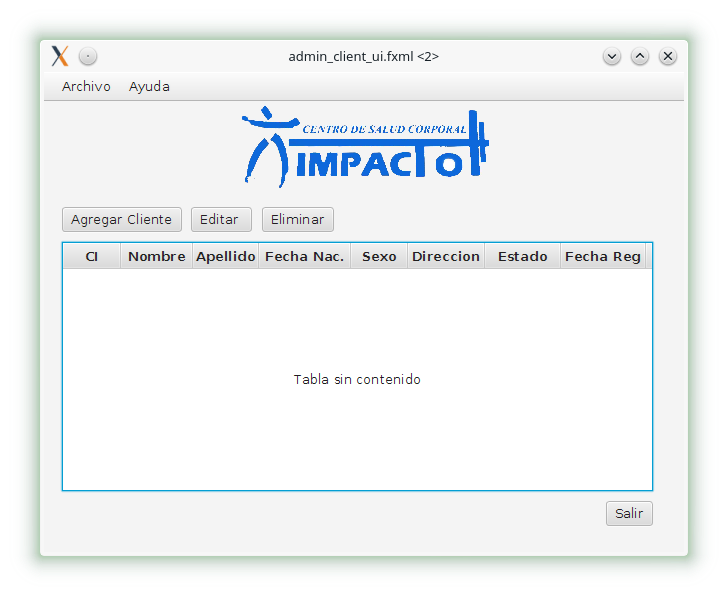 admin_client_ui.fxml <2>
Archivo Ayuda
CENTRO DE SALUD CORPORAL
IMPACTO
Agregar Cliente Editar Eliminar
CI Nombre Apellido Fecha Nac. Sexo Direccion Estado Fecha Reg
Tabla sin contenido
Salir